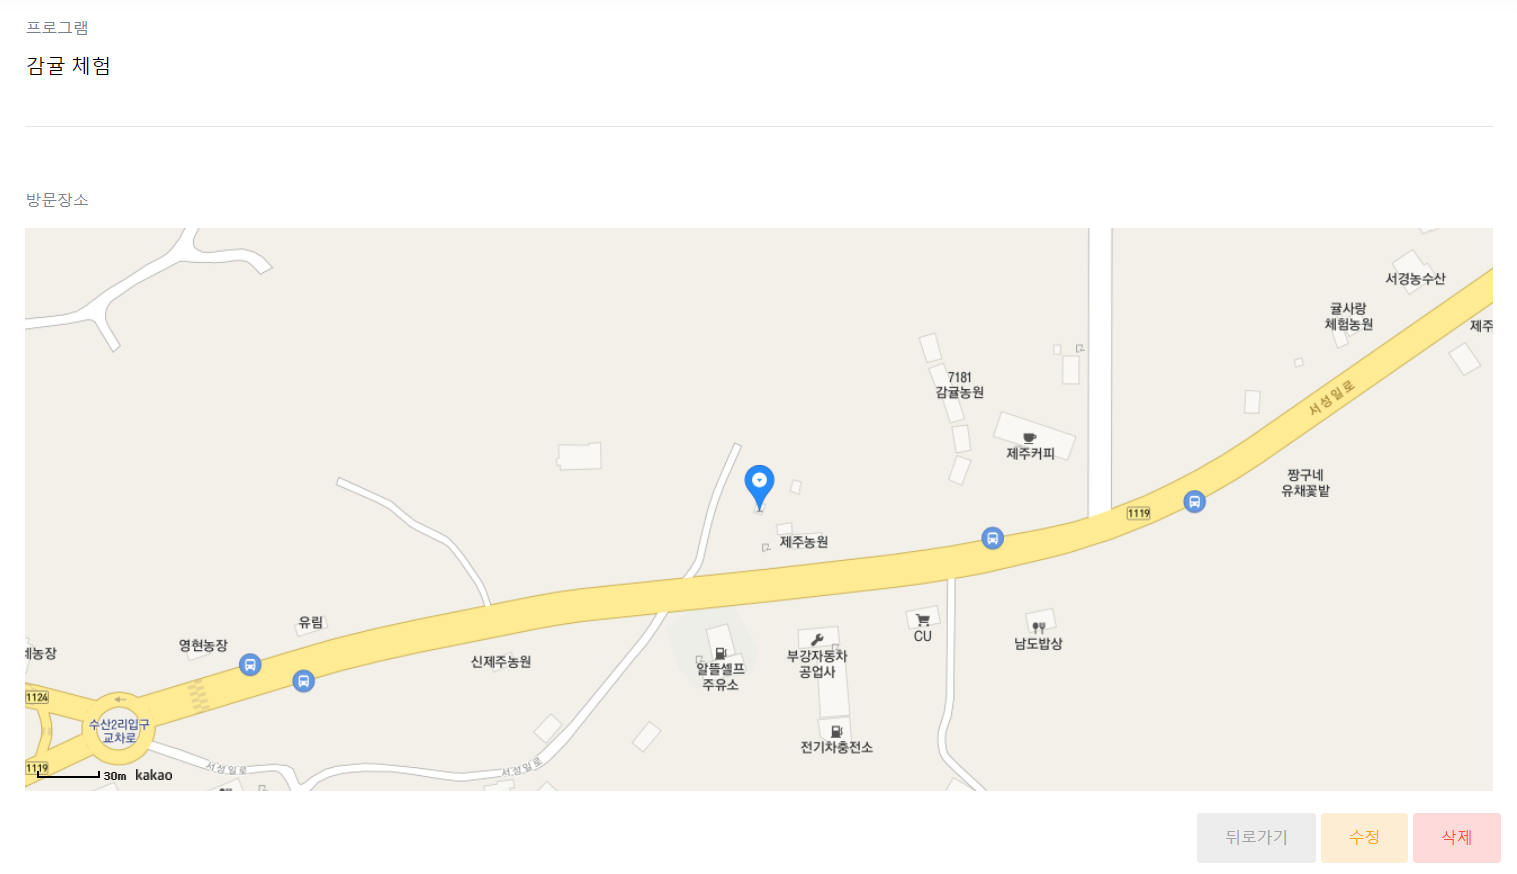 프로그램
감귤 체험
방문장소
서경농수산
귤사랑
체험농원
제주
7181
감귤농원
서성일로
제주커피
짱구네
유채꽃밭
1119
제주농원
유림
CU
영현농장
남도밥상
신제주농원
부강자동차
공업사
알뜰셀프
주유소
농장
1124
수산2리입구
교차로
전기차충전소
서성일로
서성일로
1119
30m kakao
뒤로가기
수정
삭제